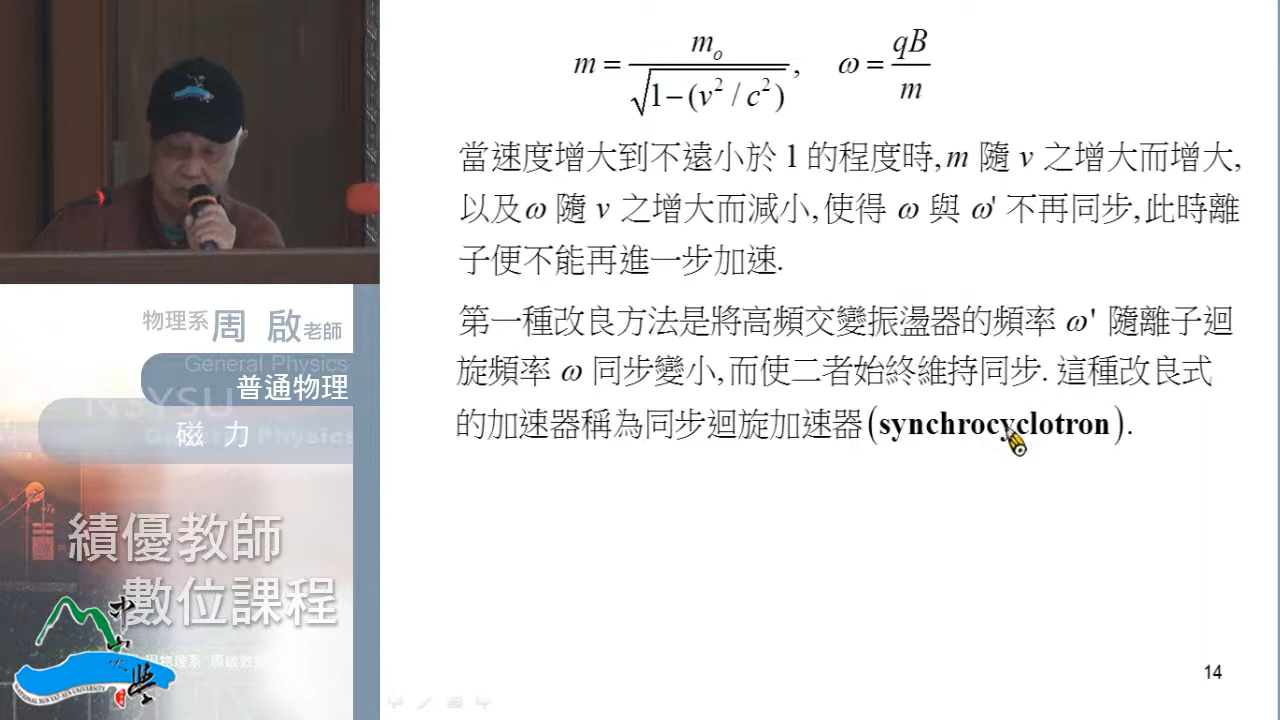 m = m_o / √(1−(v²/c²)), ω = qB/m
當速度增大到不遠小於 1 的程度時, m 隨 v 之增大而增大,
以及 ω 隨 v 之增大而減小, 使得 ω 與 ω' 不再同步, 此時離
子便不能再進一步加速.
第一種改良方法是將高頻交變振盪器的頻率 ω' 隨離子迴
旋頻率 ω 同步變小, 而使二者始終維持同步. 這種改良式
的加速器稱為同步迴旋加速器 (synchrocyclotron).
14
物理系 周 啟 老師
General Physics
普通物理
NSYSU
磁 力
General Physics
績優教師
數位課程
NATIONAL SUN YAT-SEN UNIVERSITY